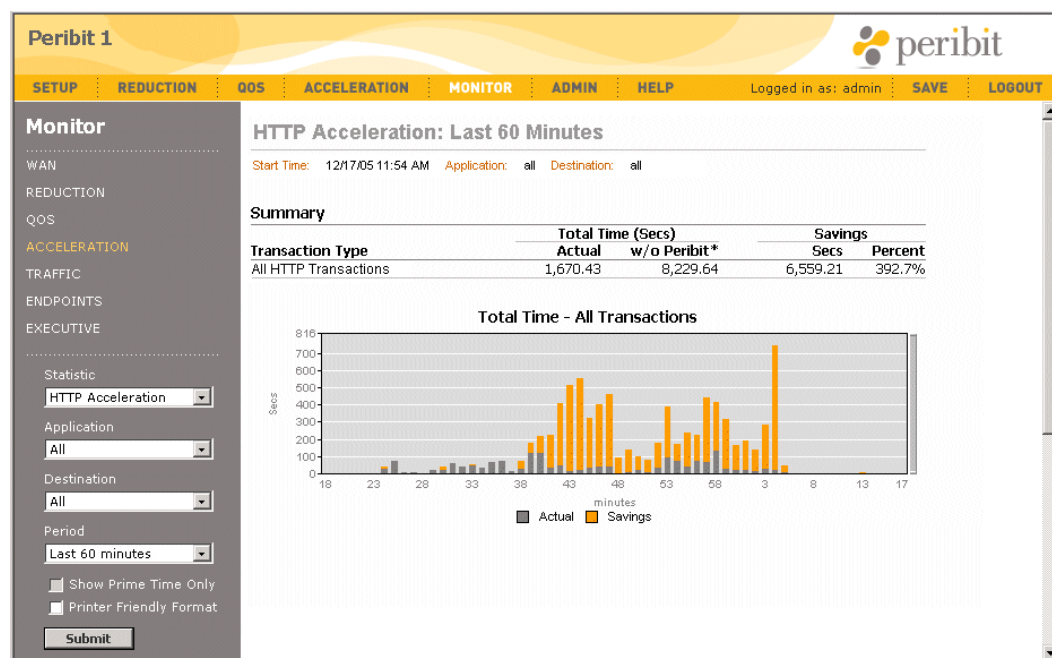 Peribit 1
peribit
SETUP REDUCTION QOS ACCELERATION MONITOR ADMIN HELP Logged in as: admin SAVE LOGOUT
Monitor
WAN
REDUCTION
QOS
ACCELERATION
TRAFFIC
ENDPOINTS
EXECUTIVE
Statistic
HTTP Acceleration
Application
All
Destination
All
Period
Last 60 minutes
Show Prime Time Only
Printer Friendly Format
Submit
HTTP Acceleration: Last 60 Minutes
Start Time: 12/17/05 11:54 AM Application: all Destination: all
Summary
Total Time (Secs) Savings
Transaction Type Actual w/o Peribit* Secs Percent
All HTTP Transactions 1,670.43 8,229.64 6,559.21 392.7%
Total Time - All Transactions
816
700
600
500
400
300
200
100
0
Secs
18 23 28 33 38 43 48 53 58 3 8 13 17
minutes
Actual Savings